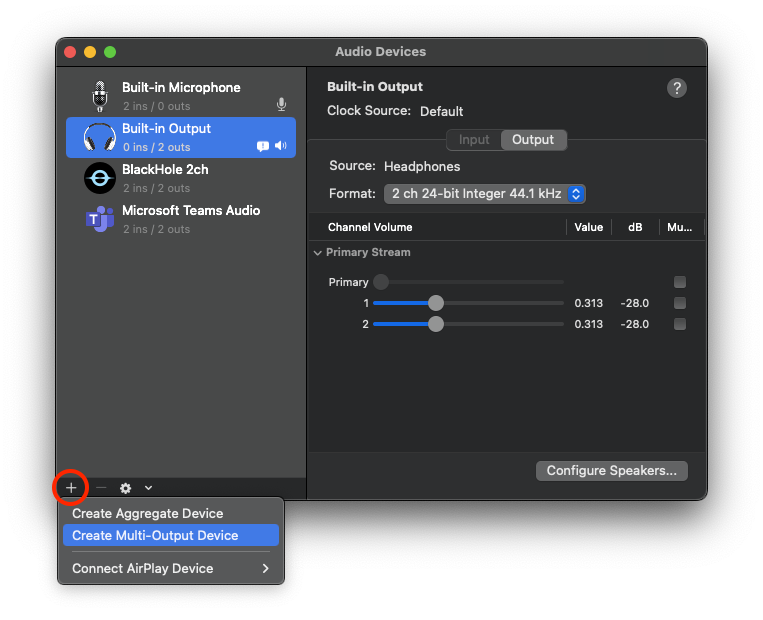 Audio Devices
Built-in Microphone
2 ins / 0 outs
Built-in Output
0 ins / 2 outs
BlackHole 2ch
2 ins / 2 outs
Microsoft Teams Audio
2 ins / 2 outs
Built-in Output
?
Clock Source: Default
Input Output
Source: Headphones
Format: 2 ch 24-bit Integer 44.1 kHz
Channel Volume Value dB Mu...
Primary Stream
Primary
1 0.313 -28.0
2 0.313 -28.0
Configure Speakers...
Create Aggregate Device
Create Multi-Output Device
Connect AirPlay Device